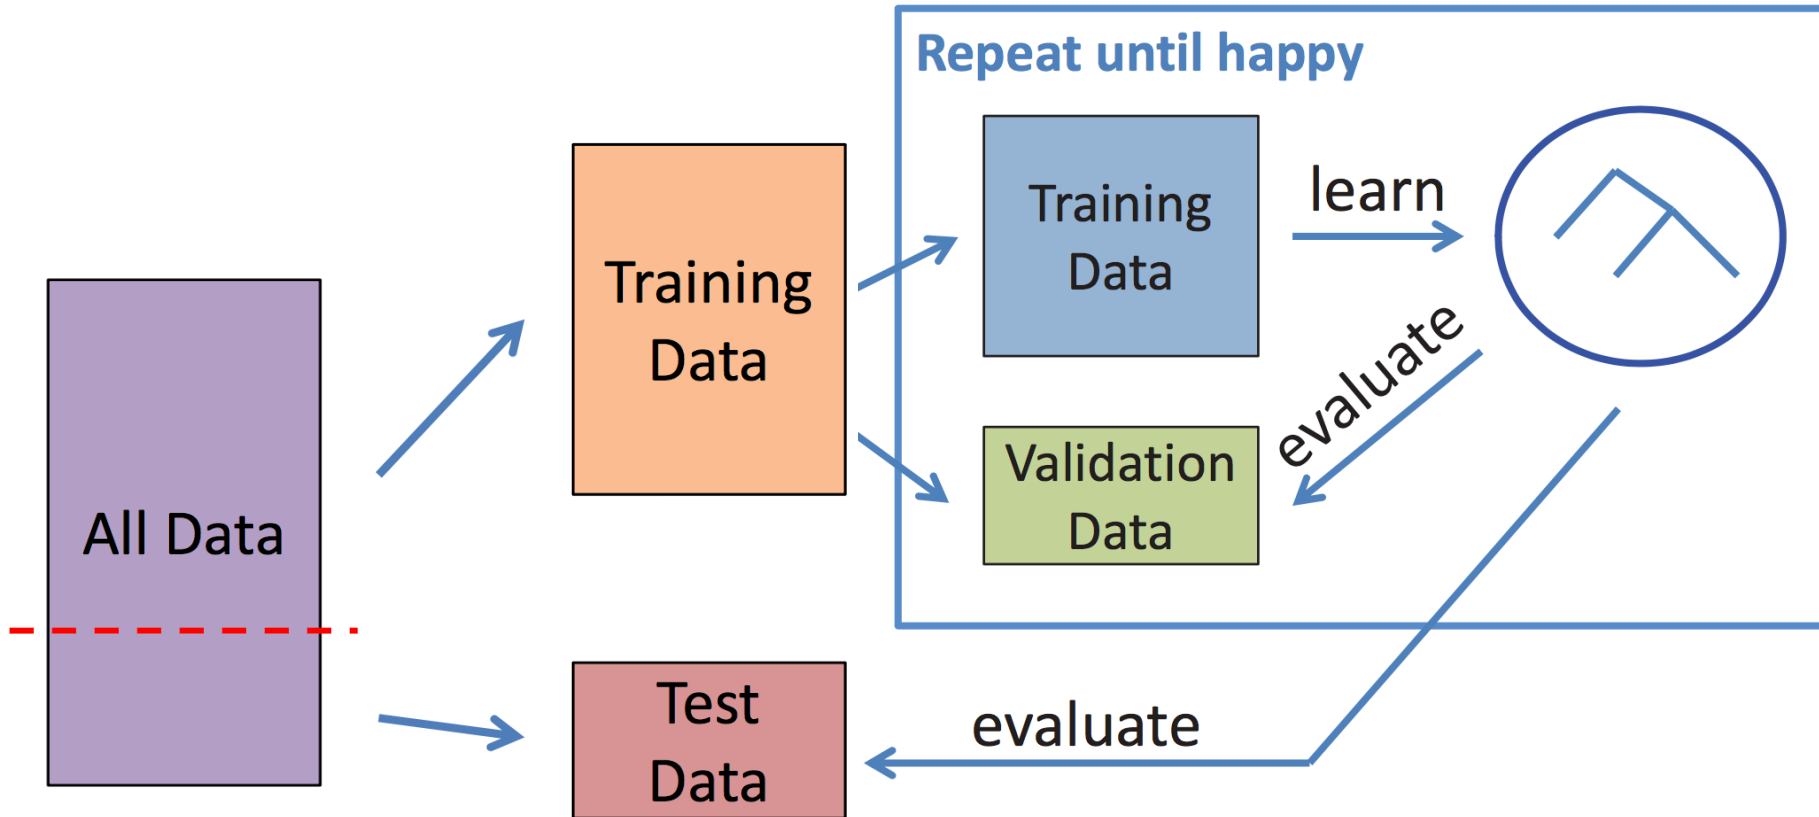 Repeat until happy
Training
Data
learn
Training
Data
evaluate
Validation
Data
All Data
Test
Data
evaluate